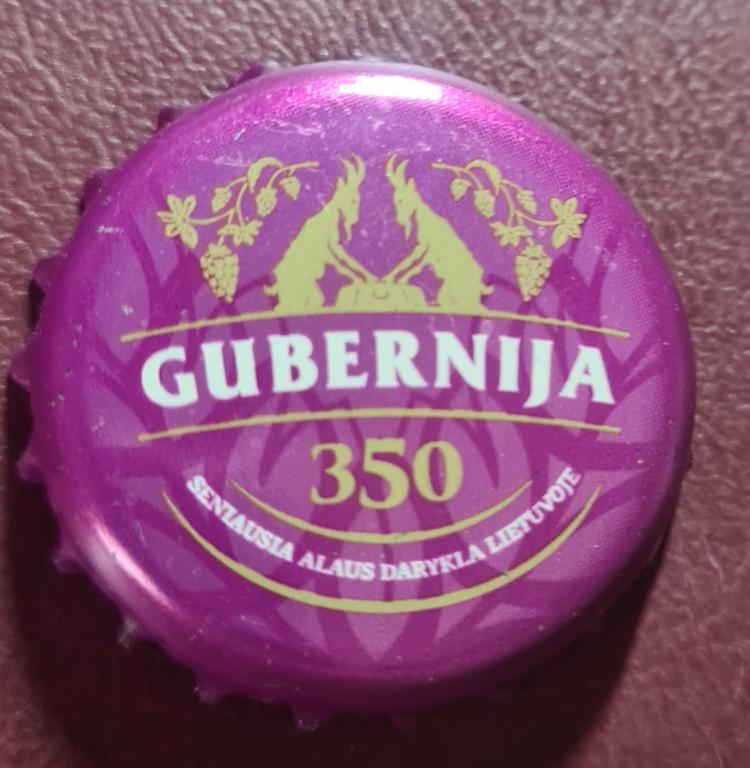 GUBERNIJA
350
SENIAUSIA ALAUS DARYKLA LIETUVOJE